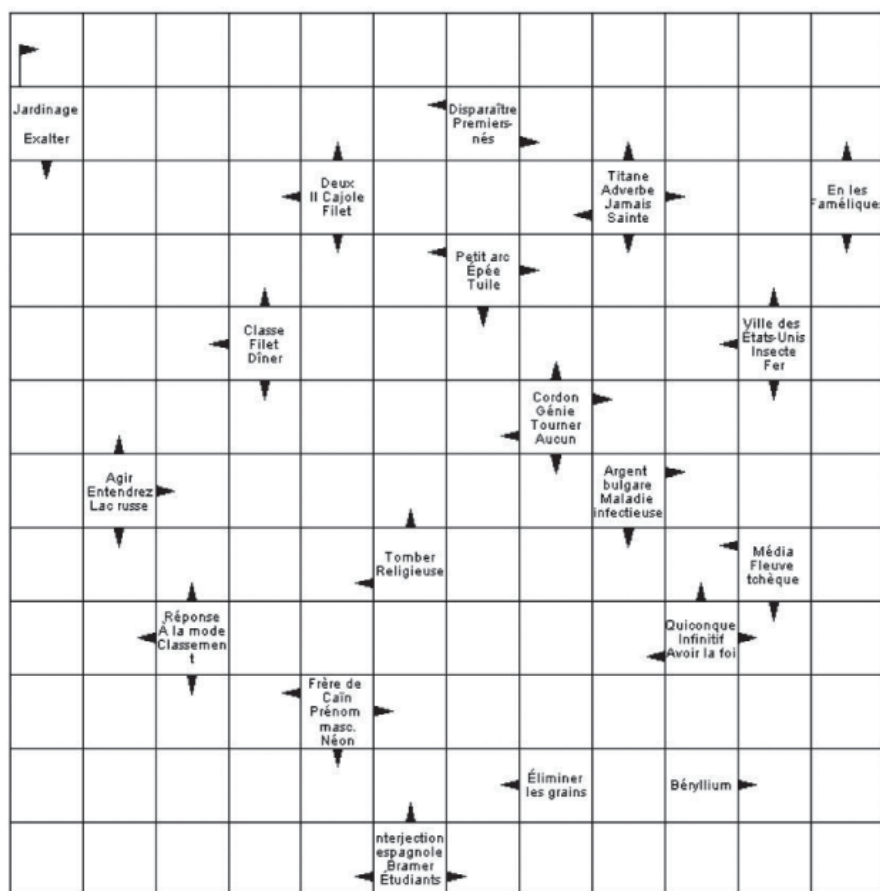 Jardinage
Exalter
Disparaître
Premiers-
nés
Deux
Il Cajole
Filet
Titane
Adverbe
Jamais
Sainte
En les
Faméliques
Petit arc
Épée
Tuile
Classe
Filet
Dîner
Ville des
États-Unis
Insecte
Fer
Cordon
Génie
Tourner
Aucun
Agir
Entendrez
Lac russe
Argent
bulgare
Maladie
infectieuse
Tomber
Religieuse
Média
Fleuve
tchèque
Réponse
À la mode
Classemen
t
Quiconque
Infinitif
Avoir la foi
Frère de
Caïn
Prénom
masc.
Néon
Éliminer
les grains
Béryllium
nterjection
espagnole
Bramer
Étudiants